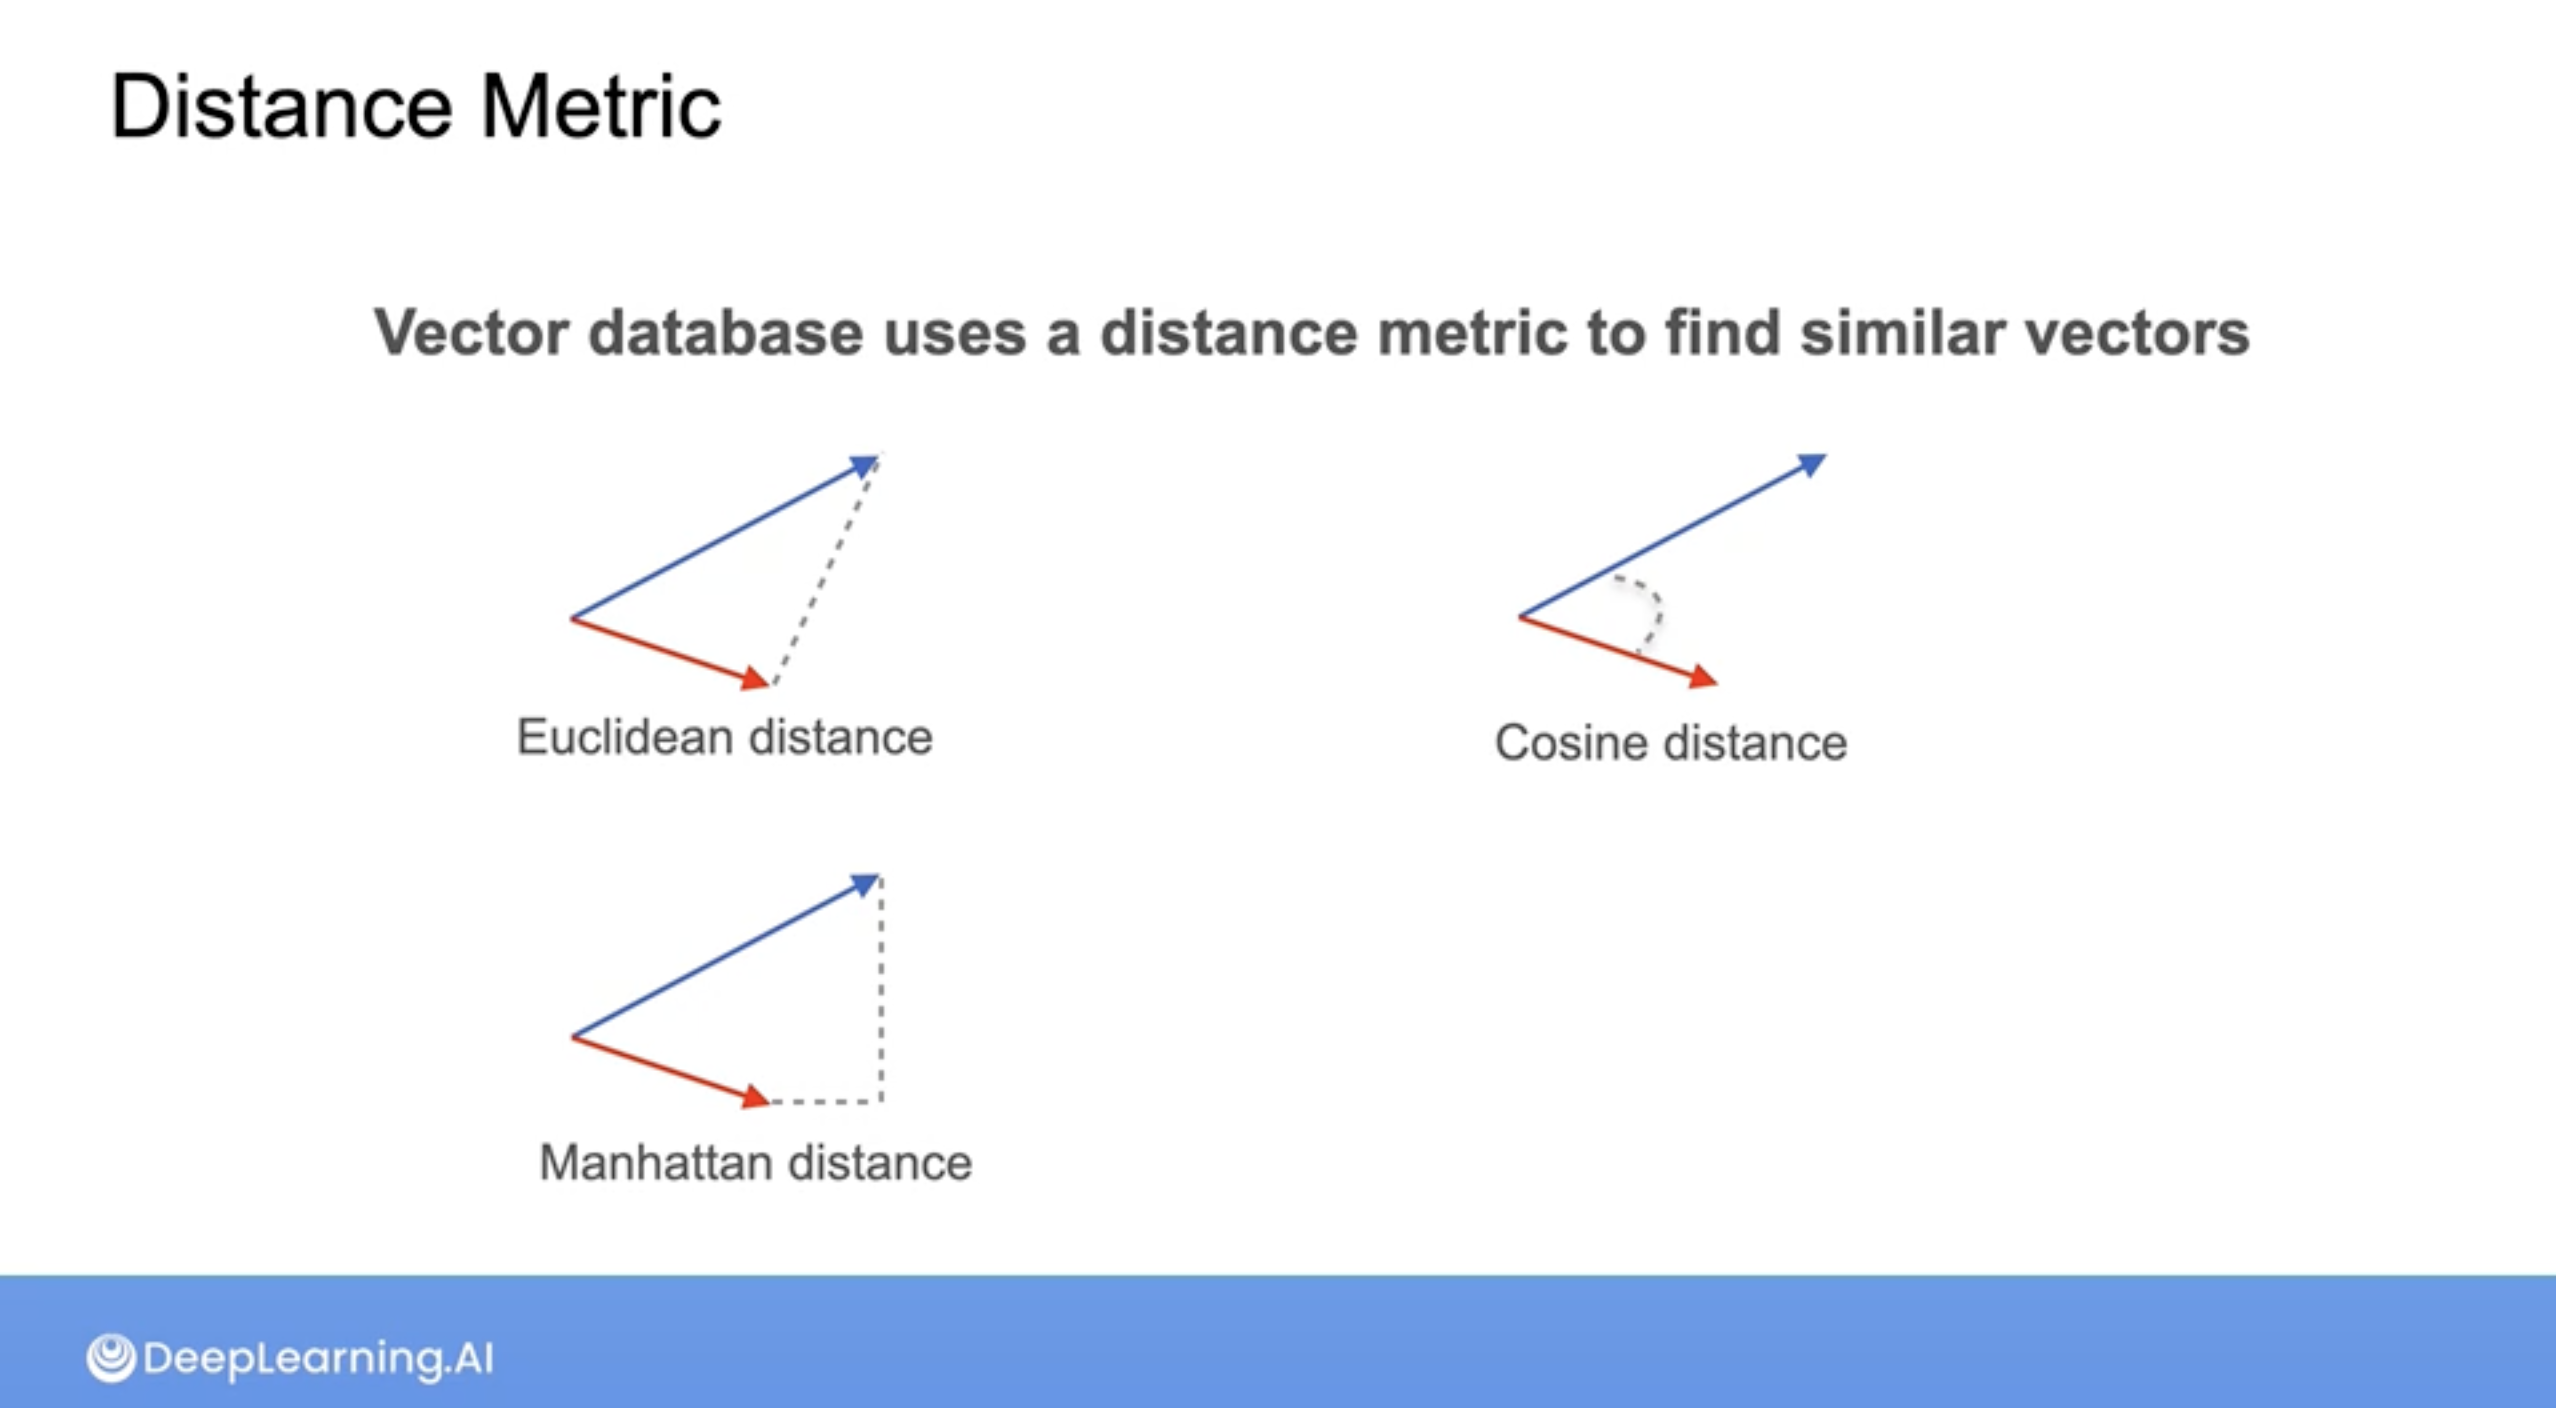 Distance Metric
Vector database uses a distance metric to find similar vectors
Euclidean distance
Cosine distance
Manhattan distance
DeepLearning.AI